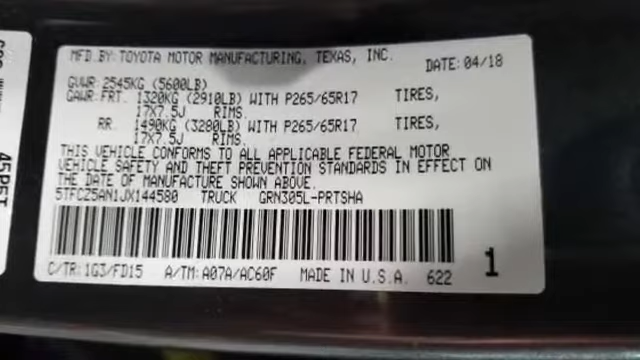 MFD.BY:TOYOTA MOTOR MANUFACTURING, TEXAS, INC.
DATE:04/18
GVWR:2545KG (5600LB)
GAWR:FRT. 1320KG (2910LB) WITH P265/65R17 TIRES,
17X7.5J RIMS.
RR. 1490KG (3280LB) WITH P265/65R17 TIRES,
17X7.5J RIMS.
THIS VEHICLE CONFORMS TO ALL APPLICABLE FEDERAL MOTOR
VEHICLE SAFETY AND THEFT PREVENTION STANDARDS IN EFFECT ON
THE DATE OF MANUFACTURE SHOWN ABOVE.
5TFCZ5AN1JX144580 TRUCK GRN305L-PRTSHA
C/TR:1G3/FD15 A/TM:A07A/AC60F MADE IN U.S.A. 622 1